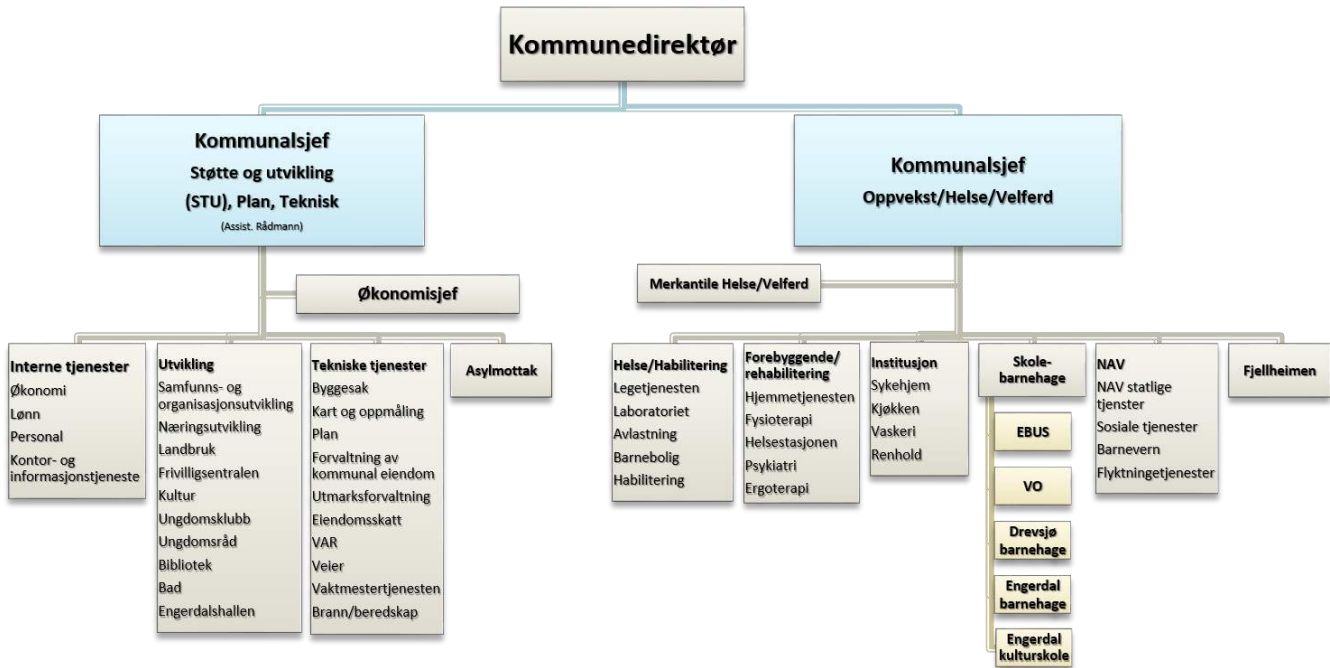 Kommunedirektør
Kommunalsjef
Støtte og utvikling
(STU), Plan, Teknisk
(Assist. Rådmann)
Kommunalsjef
Oppvekst/Helse/Velferd
Økonomisjef
Merkantile Helse/Velferd
Interne tjenester
Økonomi
Lønn
Personal
Kontor- og
informasjonstjeneste
Utvikling
Samfunns- og
organisasjonsutvikling
Næringsutvikling
Landbruk
Frivilligsentralen
Kultur
Ungdomsklubb
Ungdomsråd
Bibliotek
Bad
Engerdalshallen
Tekniske tjenester
Byggesak
Kart og oppmåling
Plan
Forvaltning av
kommunal eiendom
Utmarksforvaltning
Eiendomsskatt
VAR
Veier
Vaktmestertjenesten
Brann/beredskap
Asylmottak
Helse/Habilitering
Legetjenesten
Laboratoriet
Avlastning
Barnebolig
Habilitering
Forebyggende/
rehabilitering
Hjemmetjenesten
Fysioterapi
Helsestasjonen
Psykiatri
Ergoterapi
Institusjon
Sykehjem
Kjøkken
Vaskeri
Renhold
Skole-
barnehage
EBUS
VO
Drevsjø
barnehage
Engerdal
barnehage
Engerdal
kulturskole
NAV
NAV statlige
tjenster
Sosiale tjenester
Barnevern
Flyktningetjenester
Fjellheimen